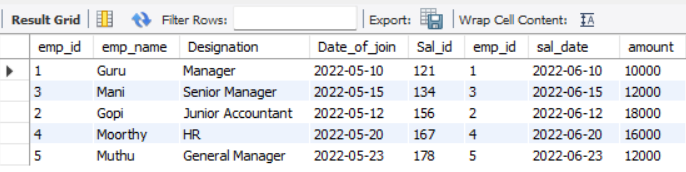 Result Grid Filter Rows: Export: Wrap Cell Content: IA
emp_id emp_name Designation Date_of_join Sal_id emp_id sal_date amount
1 Guru Manager 2022-05-10 121 1 2022-06-10 10000
3 Mani Senior Manager 2022-05-15 134 3 2022-06-15 12000
2 Gopi Junior Accountant 2022-05-12 156 2 2022-06-12 18000
4 Moorthy HR 2022-05-20 167 4 2022-06-20 16000
5 Muthu General Manager 2022-05-23 178 5 2022-06-23 12000